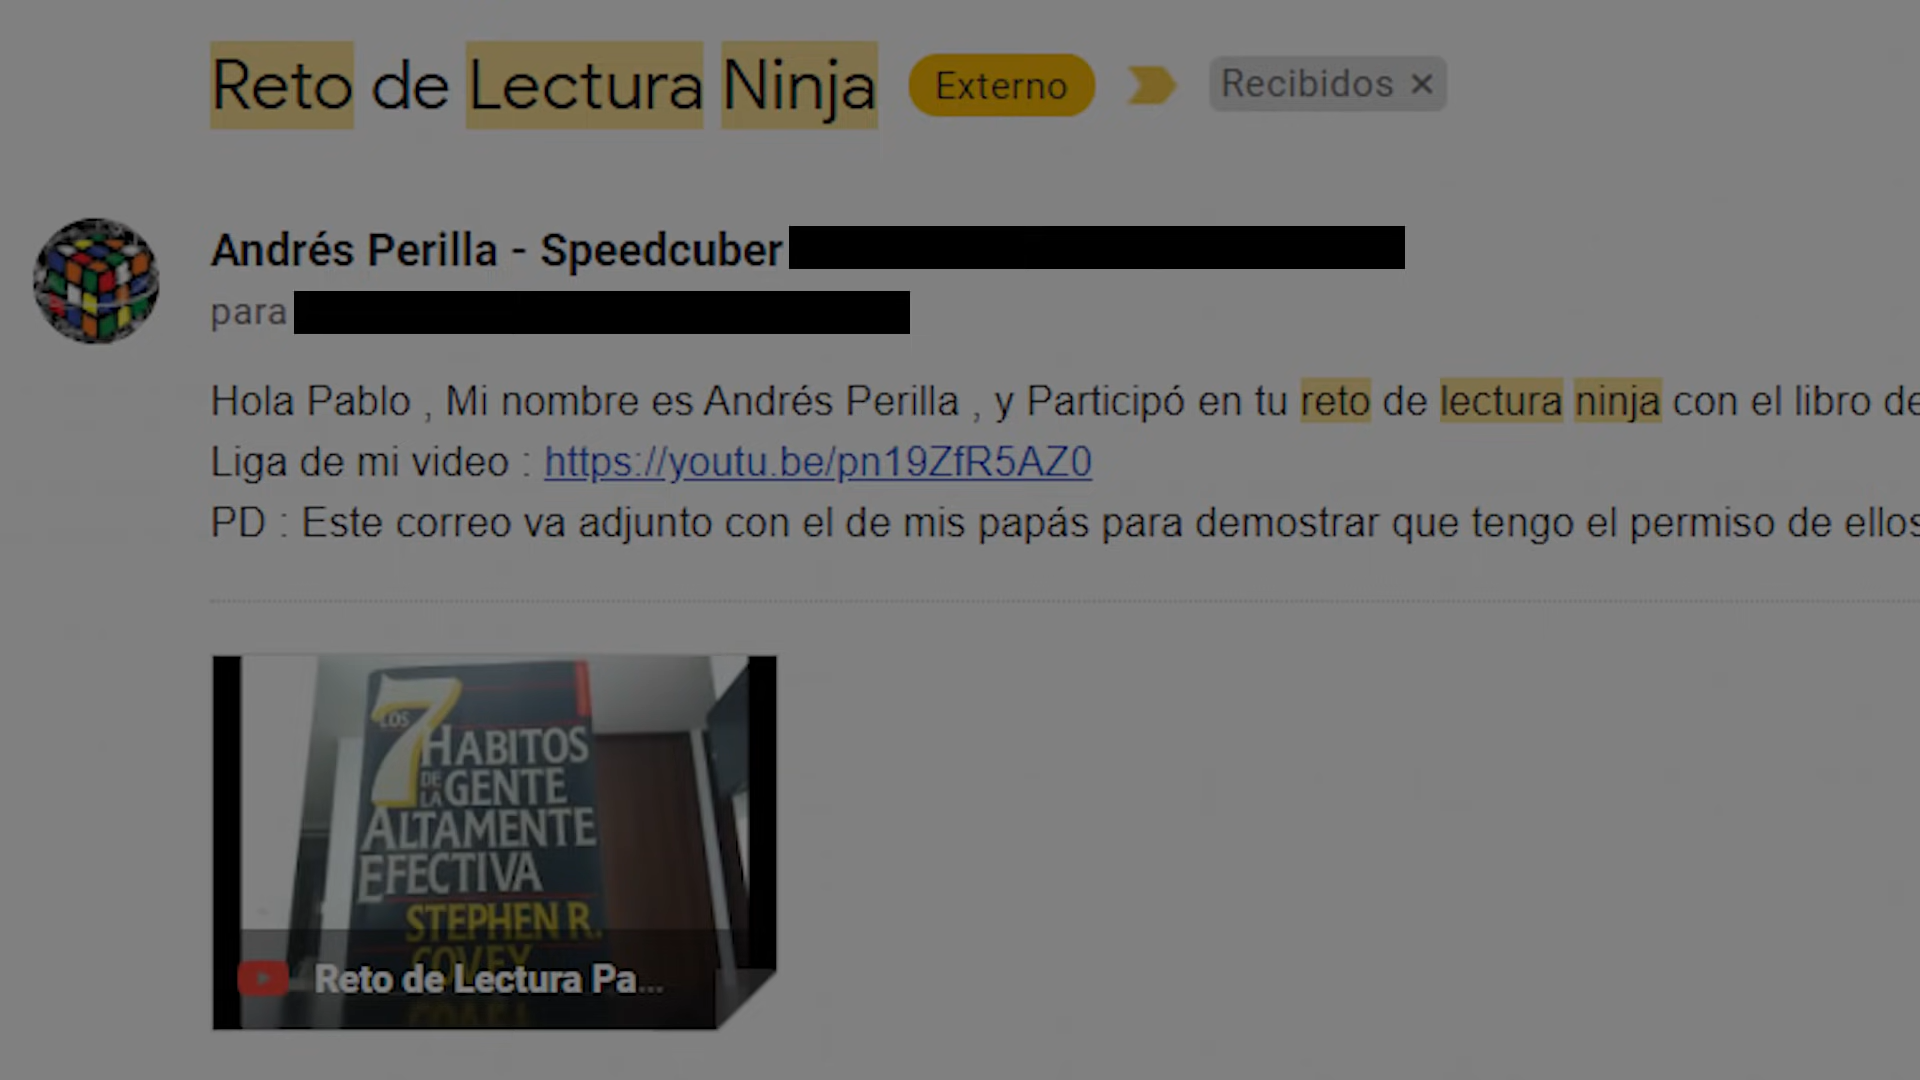 Reto de Lectura Ninja Externo Recibidos ×
Andrés Perilla - Speedcuber
para
Hola Pablo , Mi nombre es Andrés Perilla , y Participó en tu reto de lectura ninja con el libro de
Liga de mi video : https://youtu.be/pn19ZfR5AZ0
PD : Este correo va adjunto con el de mis papás para demostrar que tengo el permiso de ellos
LOS 7 HABITOS
DE LA GENTE
ALTAMENTE
EFECTIVA
STEPHEN R.
COVEY
Reto de Lectura Pa...